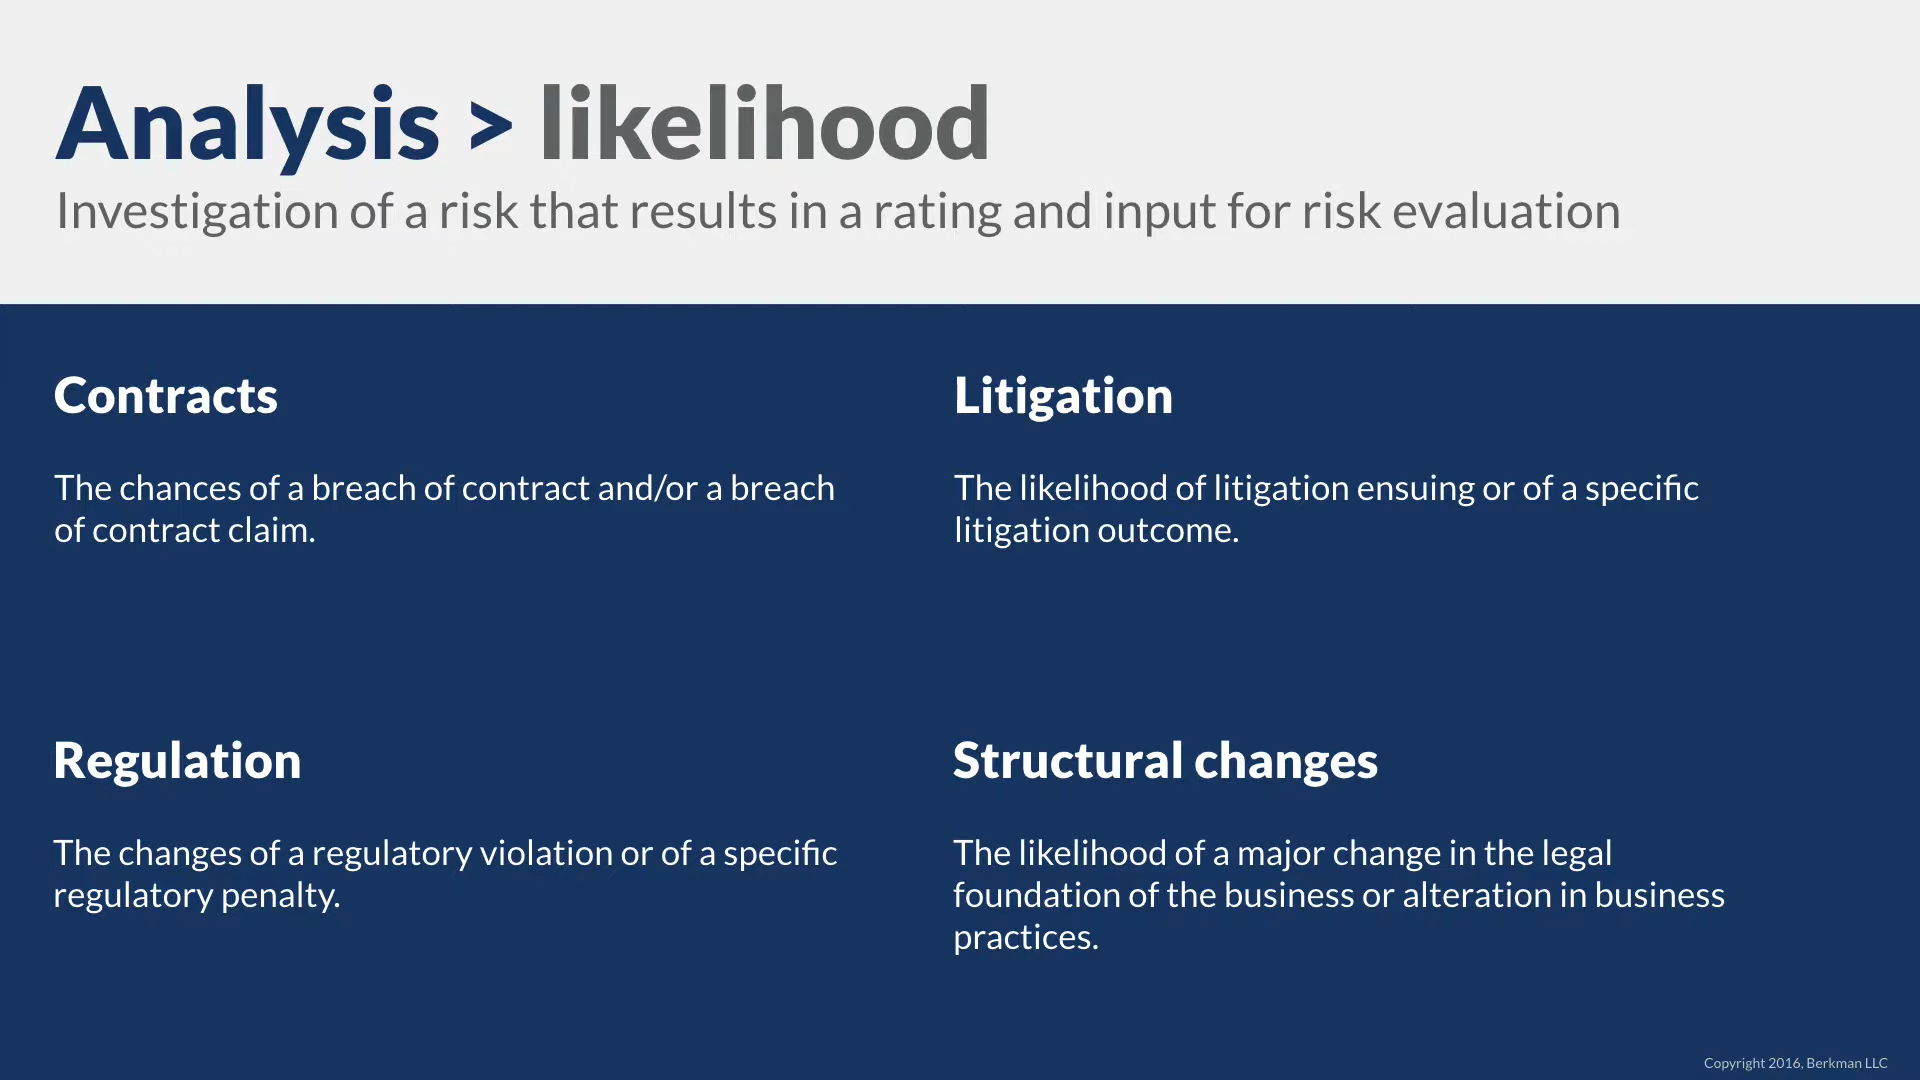 Analysis > likelihood
Investigation of a risk that results in a rating and input for risk evaluation
Contracts
The chances of a breach of contract and/or a breach
of contract claim.
Litigation
The likelihood of litigation ensuing or of a specific
litigation outcome.
Regulation
The changes of a regulatory violation or of a specific
regulatory penalty.
Structural changes
The likelihood of a major change in the legal
foundation of the business or alteration in business
practices.
Copyright 2016, Berkman LLC